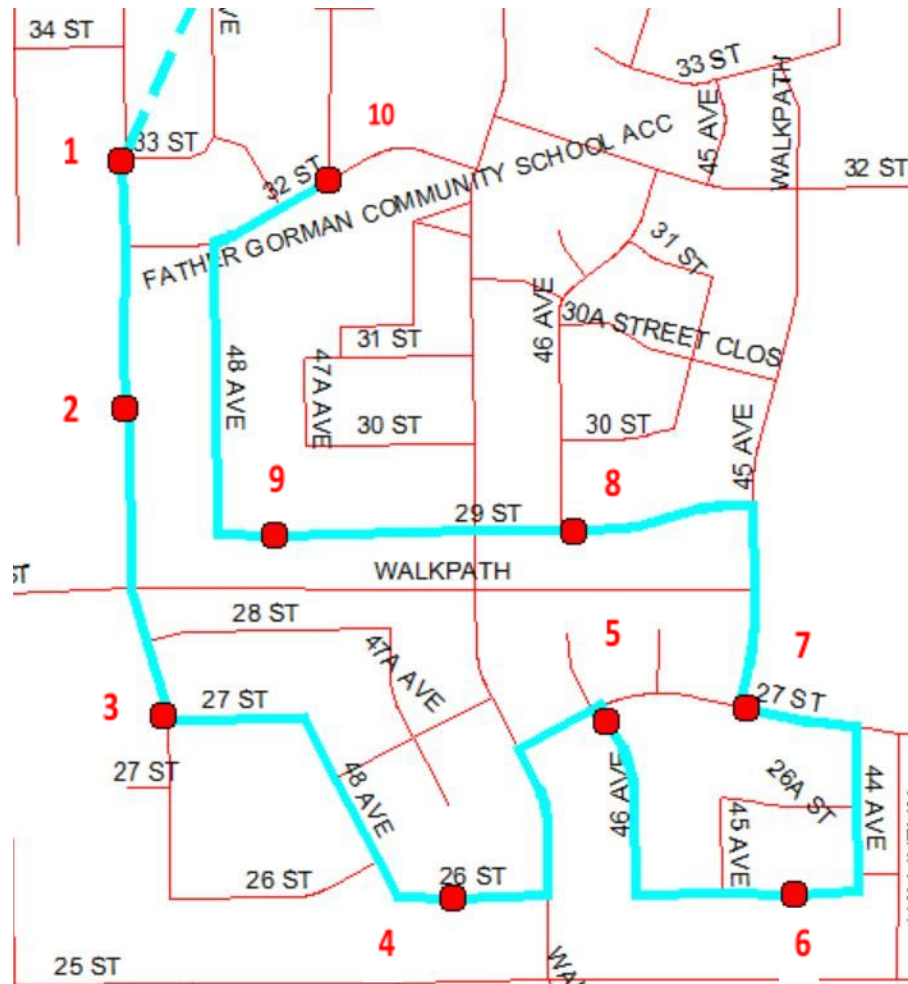 34 ST
AVE
33 ST
WALKPATH
45 AVE
10
1
33 ST
32 ST
FATHER GORMAN COMMUNITY SCHOOL ACC
32 ST
31 ST
46 AVE
30A STREET CLOS
31 ST
48 AVE
47A AVE
2
30 ST
30 ST
45 AVE
9
8
29 ST
ST
WALKPATH
28 ST
5
7
47A AVE
3
27 ST
27 ST
27 ST
48 AVE
46 AVE
26A ST
44 AVE
45 AVE
26 ST
26 ST
4
6
25 ST